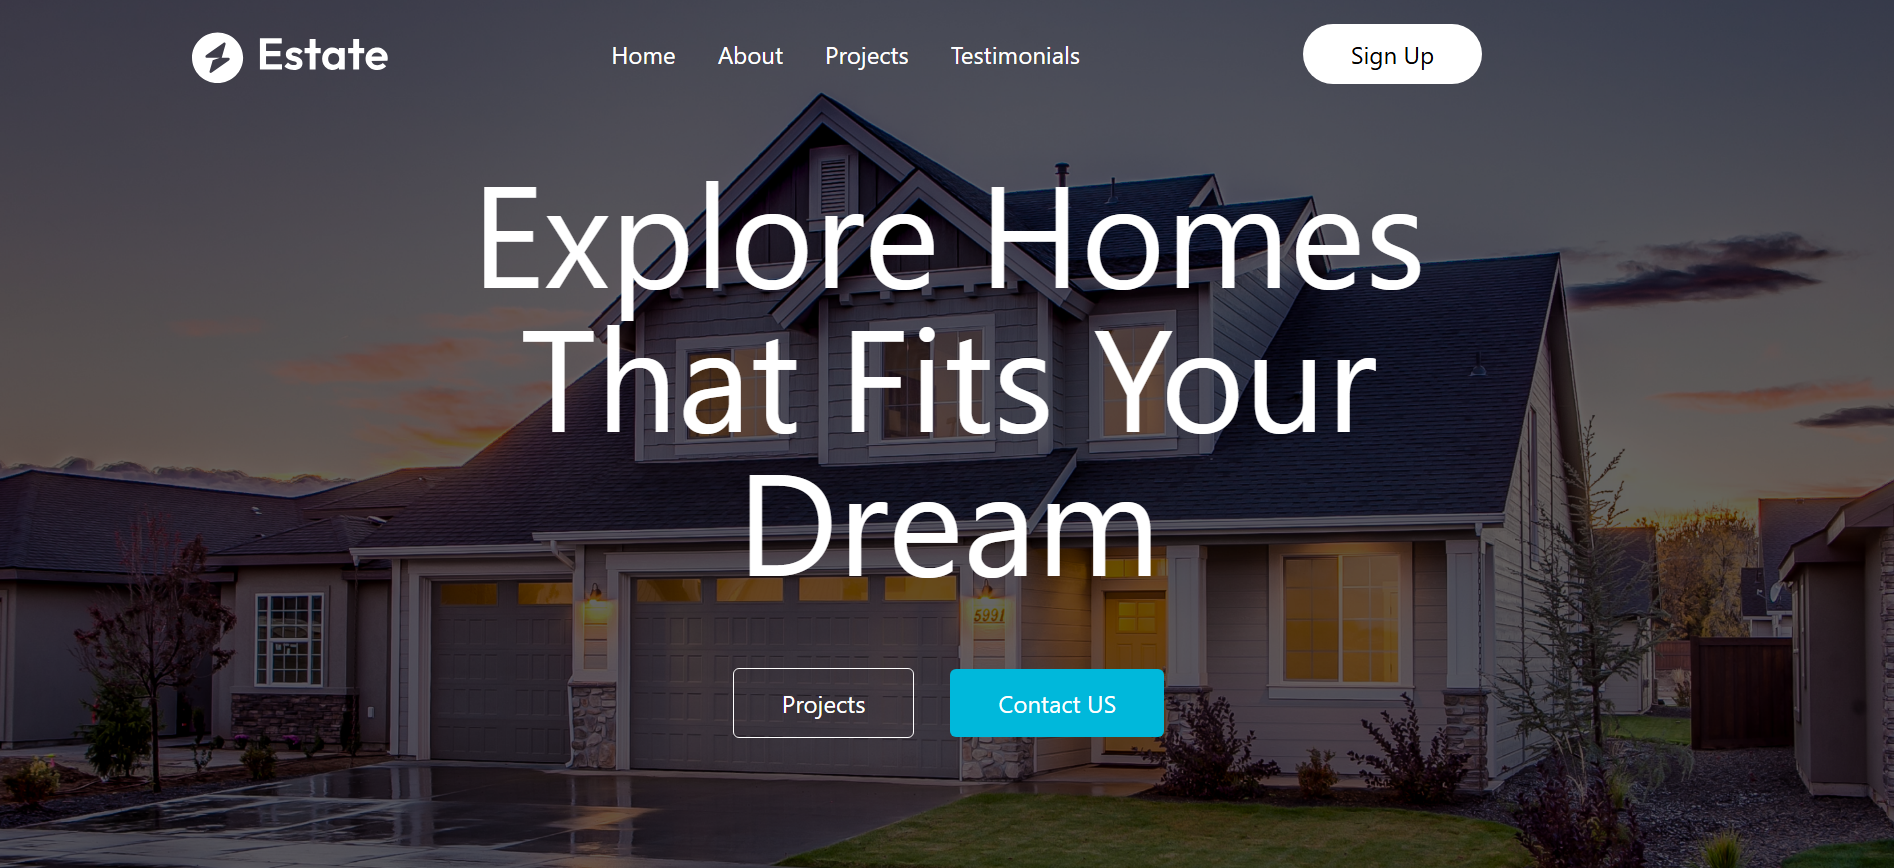 Estate
Home About Projects Testimonials
Sign Up
Explore Homes
That Fits Your
Dream
5991
Projects Contact US